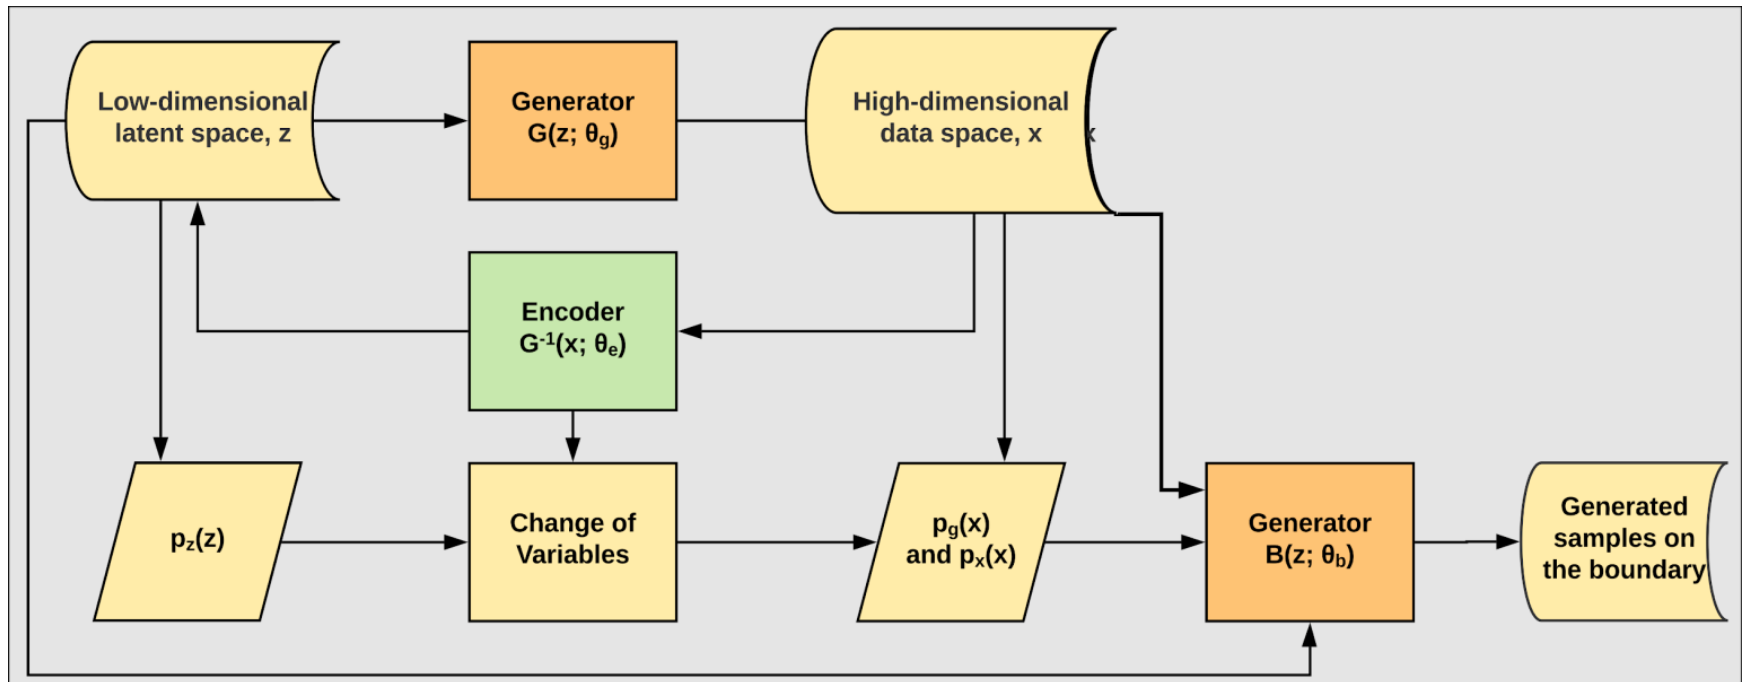 Low-dimensional
latent space, z
Generator
G(z; θg)
High-dimensional
data space, x
x
Encoder
G⁻¹(x; θe)
pz(z)
Change of
Variables
pg(x)
and px(x)
Generator
B(z; θb)
Generated
samples on
the boundary